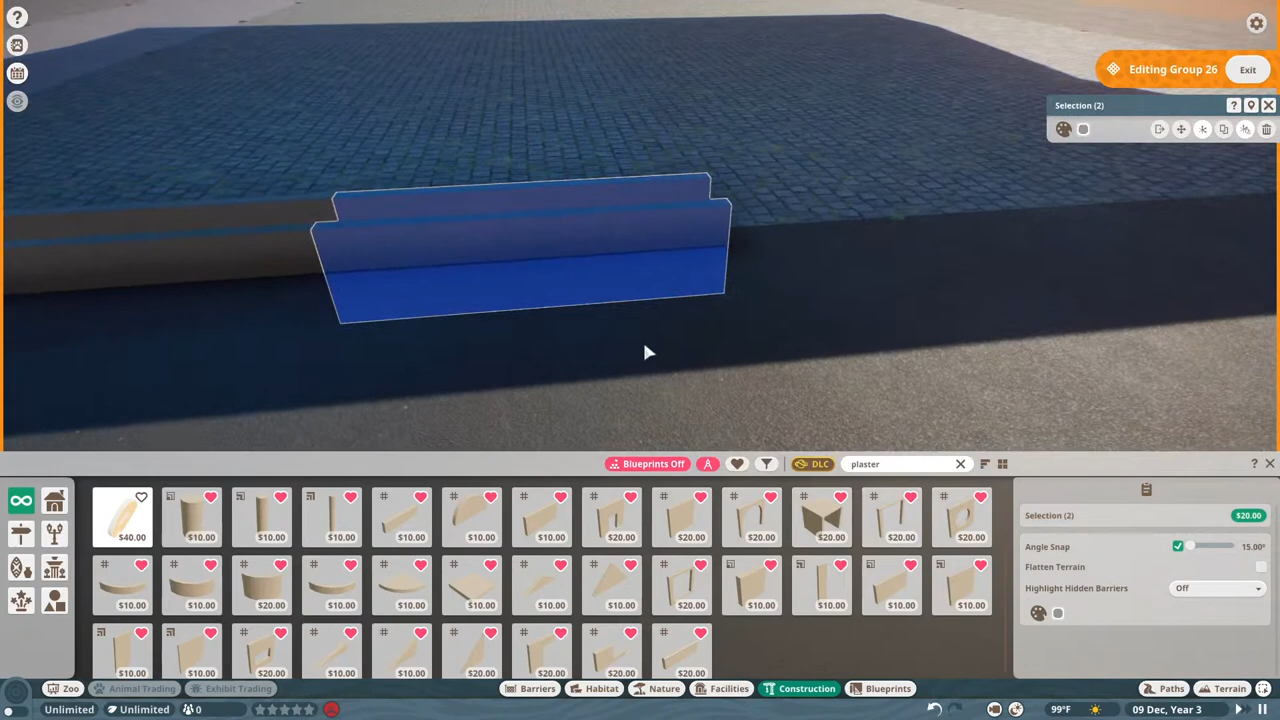 Editing Group 26
Exit
Selection (2)
Blueprints Off
DLC
plaster
$40.00 $10.00 $10.00 $10.00 $10.00 $10.00 $10.00 $20.00 $20.00 $20.00 $20.00 $20.00 $20.00
$10.00 $10.00 $20.00 $10.00 $10.00 $10.00 $10.00 $10.00 $20.00 $10.00 $10.00 $10.00 $10.00
$10.00 $10.00 $20.00 $10.00 $10.00 $20.00 $10.00 $20.00 $10.00
Selection (2)
$20.00
Angle Snap
15.00°
Flatten Terrain
Highlight Hidden Barriers
Off
Zoo
Animal Trading
Exhibit Trading
Barriers
Habitat
Nature
Facilities
Construction
Blueprints
Paths
Terrain
Unlimited
Unlimited
0
99°F
09 Dec, Year 3